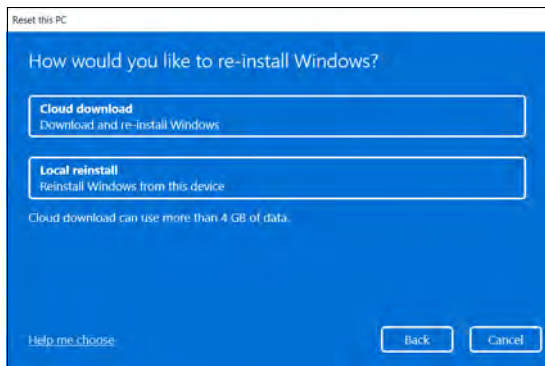 Reset this PC
How would you like to re-install Windows?
Cloud download
Download and re-install Windows
Local reinstall
Reinstall Windows from this device
Cloud download can use more than 4 GB of data.
Help me choose
Back
Cancel